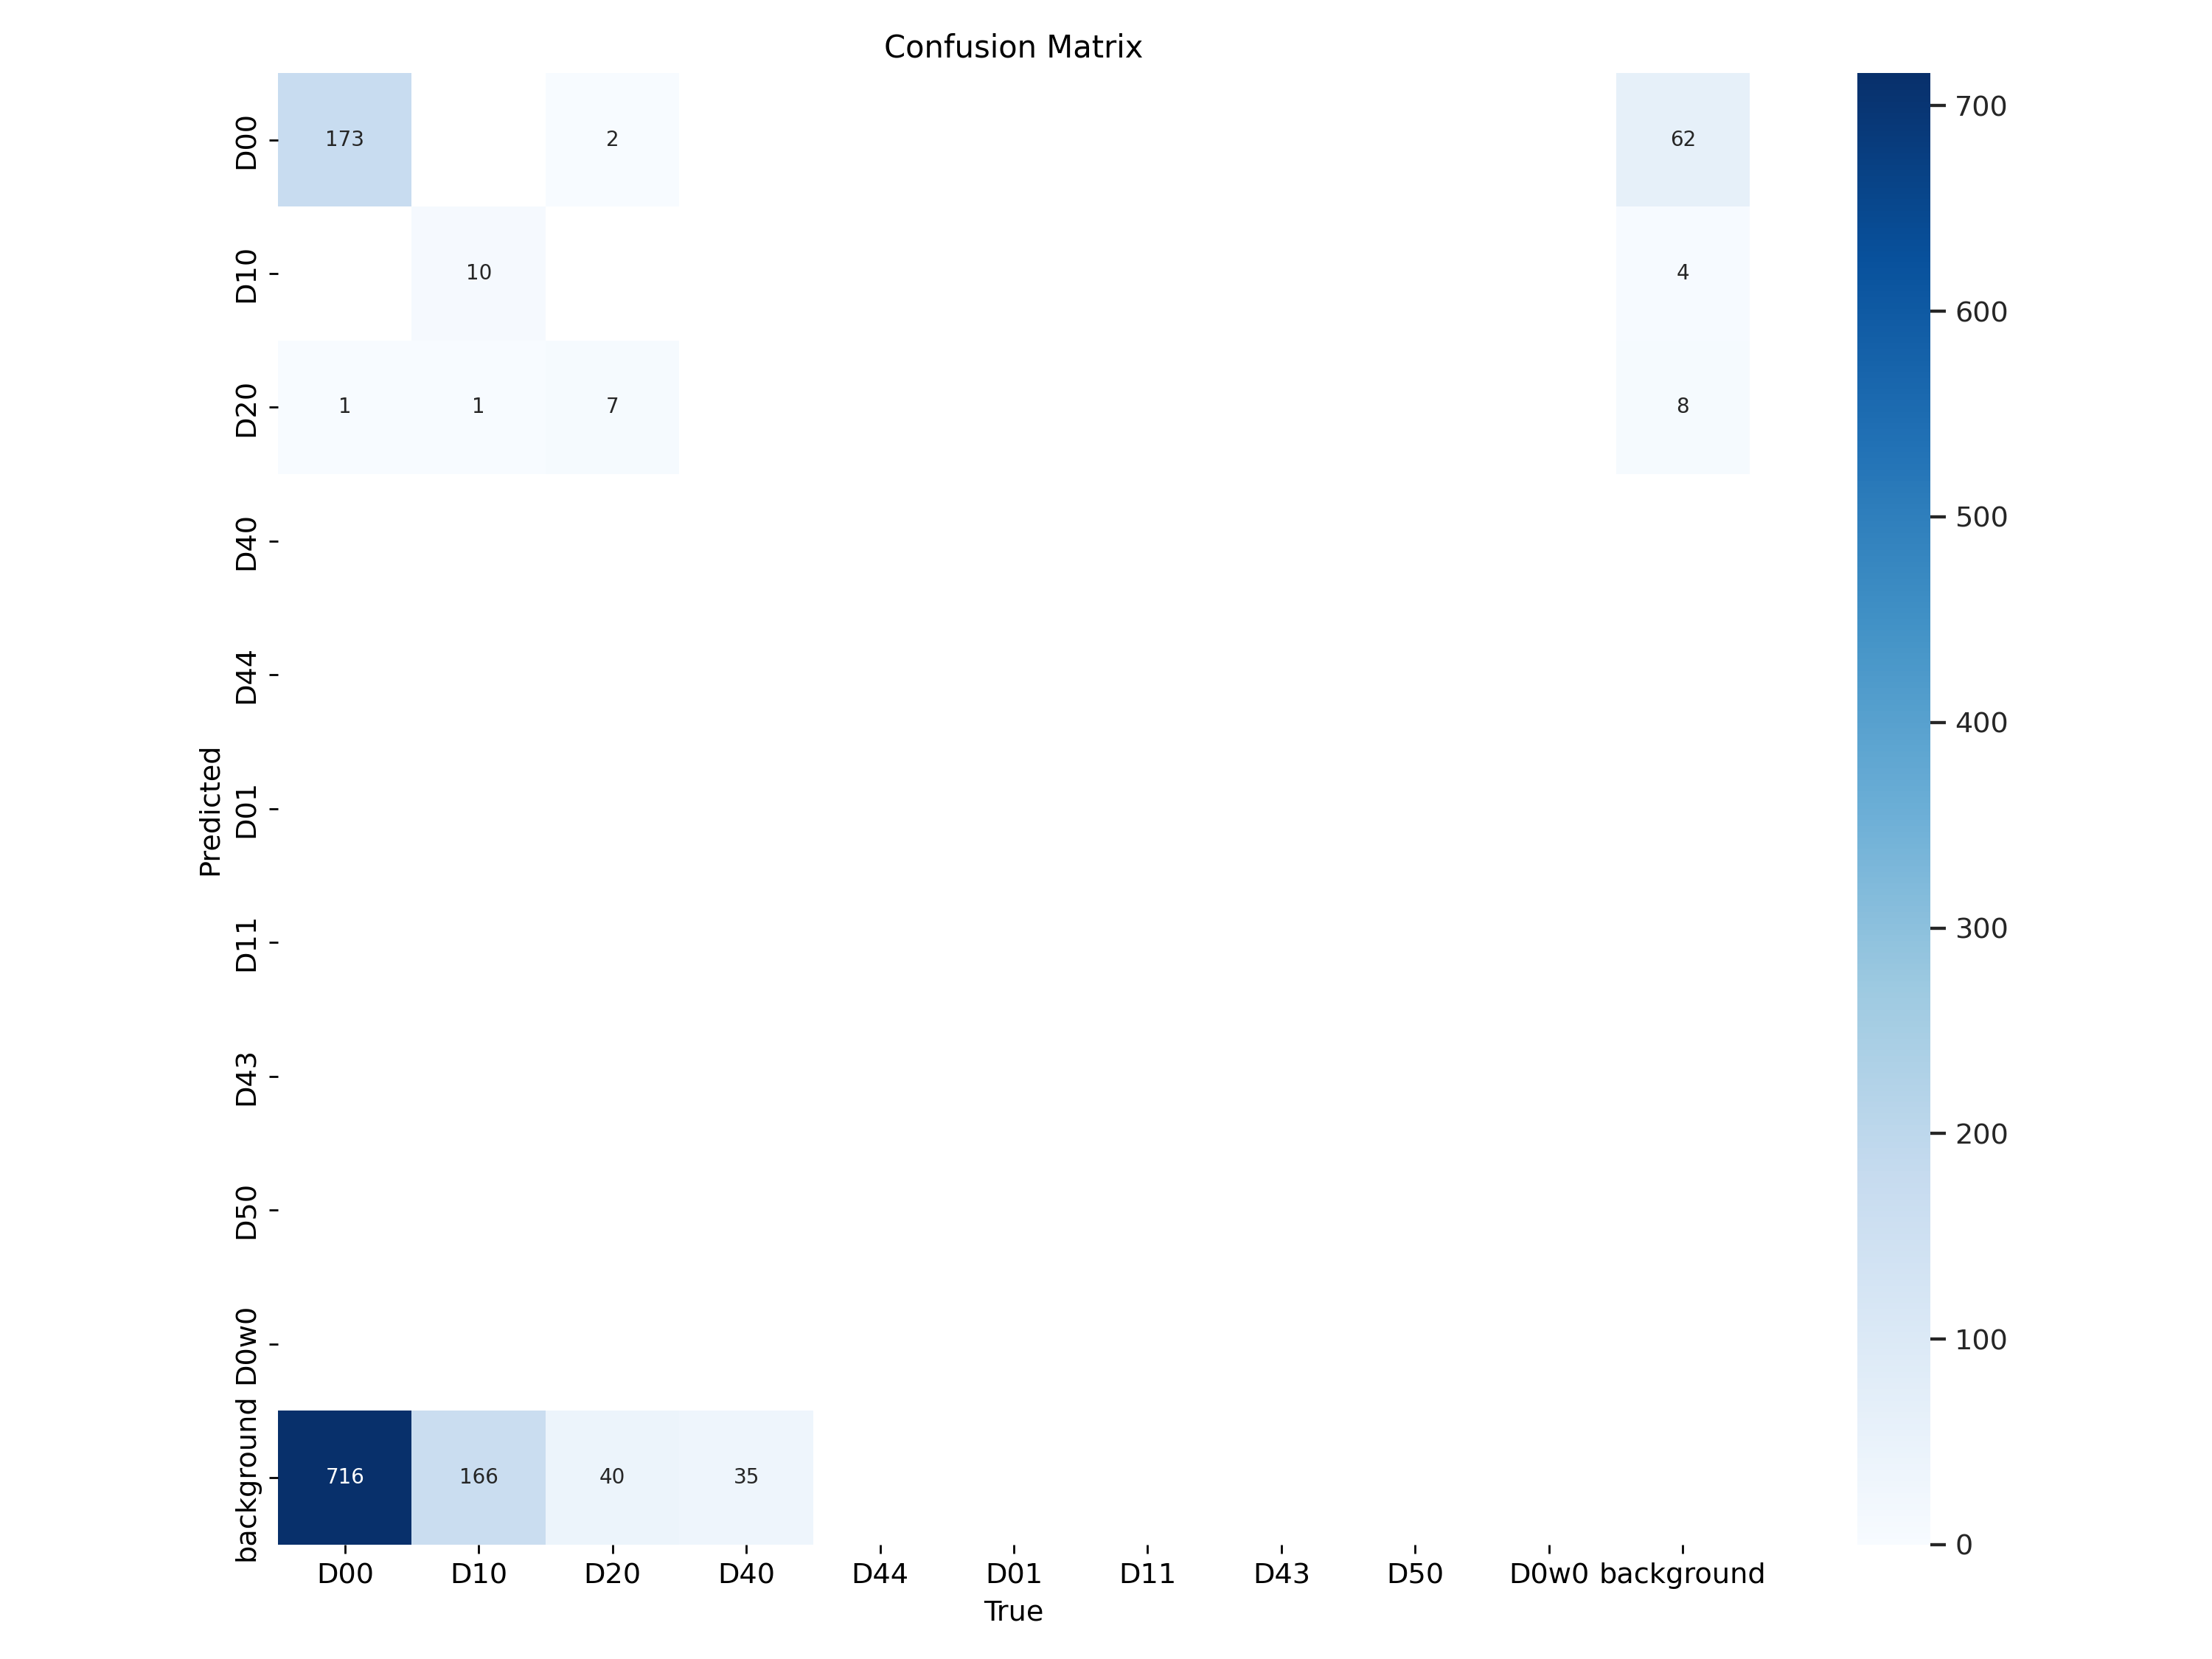 Confusion Matrix
D00
173
2
62
700
D10
10
4
600
D20
1
1
7
8
500
D40
D44
400
Predicted
D01
300
D11
D43
200
D50
100
D0w0
background
716
166
40
35
0
D00 D10 D20 D40 D44 D01 D11 D43 D50 D0w0 background
True